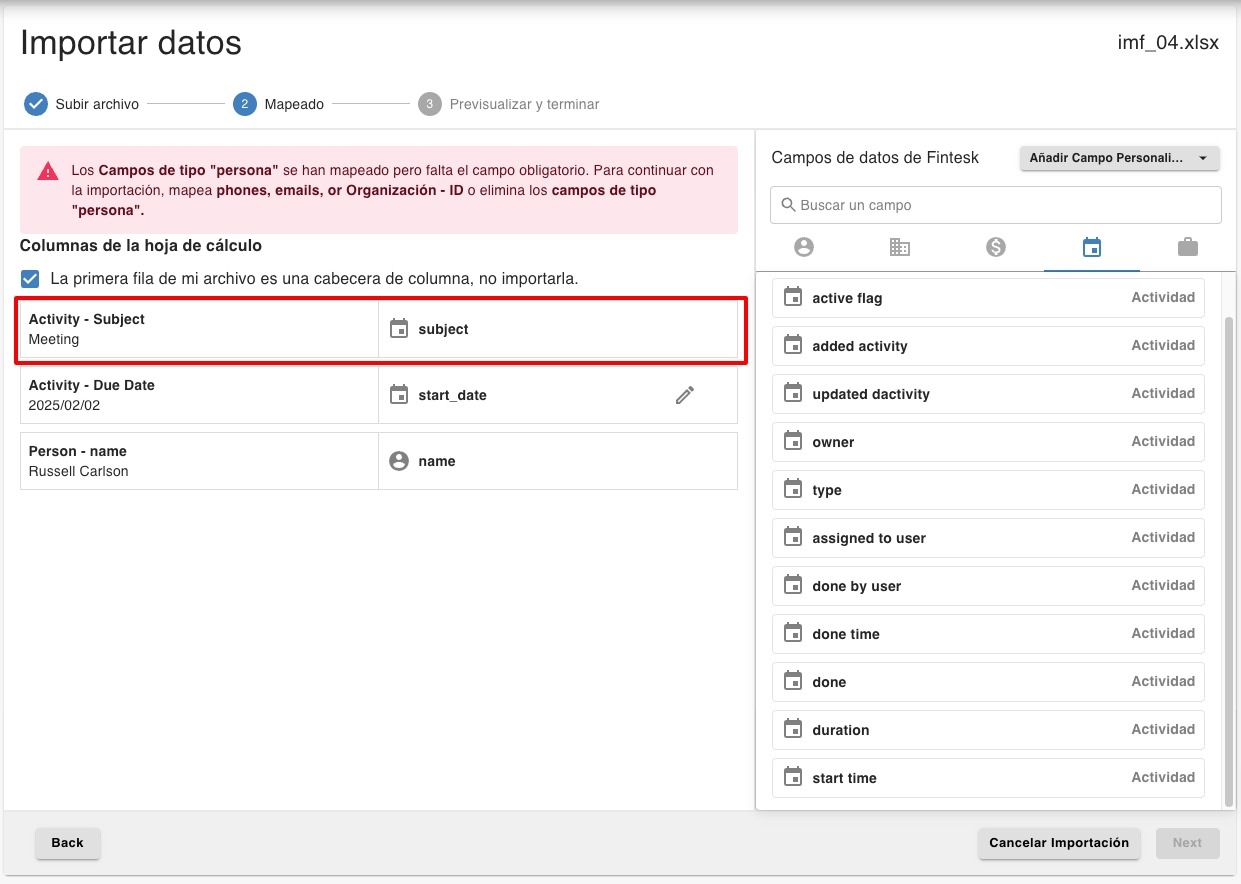 Importar datos
imf_04.xlsx
Subir archivo
2
Mapeado
3
Previsualizar y terminar
Los Campos de tipo "persona" se han mapeado pero falta el campo obligatorio. Para continuar con
la importación, mapea phones, emails, or Organización - ID o elimina los campos de tipo
"persona".
Columnas de la hoja de cálculo
La primera fila de mi archivo es una cabecera de columna, no importarla.
Activity - Subject
Meeting
subject
Activity - Due Date
2025/02/02
start_date
Person - name
Russell Carlson
name
Campos de datos de Fintesk
Añadir Campo Personali...
Buscar un campo
active flag Actividad
added activity Actividad
updated dactivity Actividad
owner Actividad
type Actividad
assigned to user Actividad
done by user Actividad
done time Actividad
done Actividad
duration Actividad
start time Actividad
Back
Cancelar Importación
Next